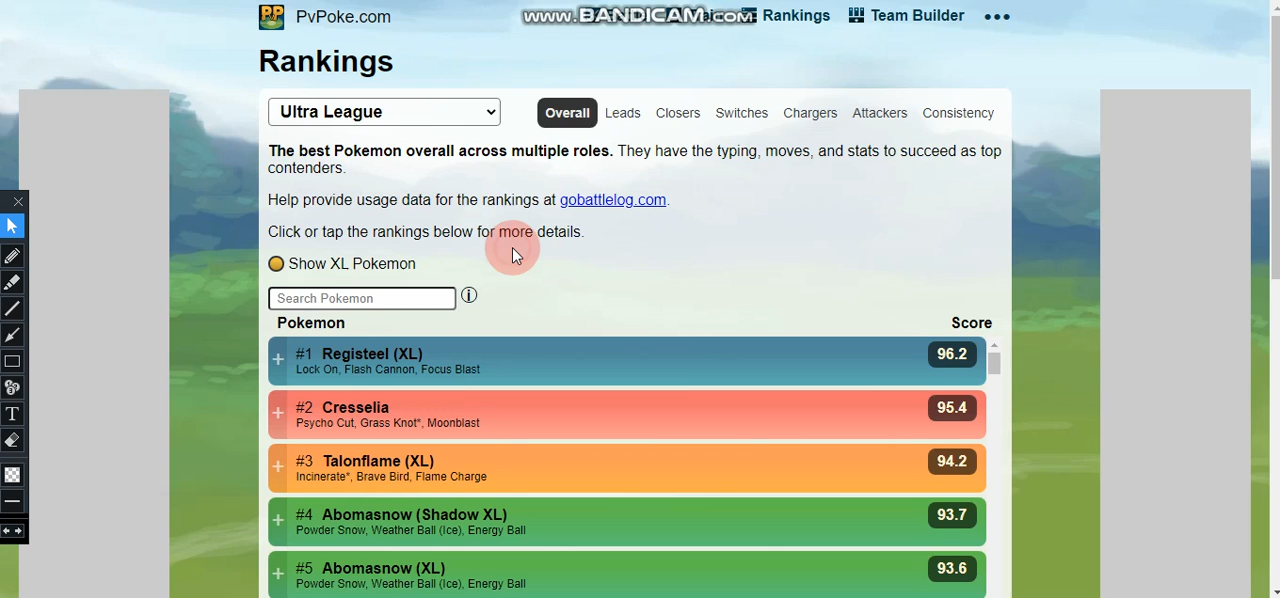 PvPoke.com
www.BANDICAM.com
Rankings
Team Builder
Rankings
Ultra League
Overall
Leads
Closers
Switches
Chargers
Attackers
Consistency
The best Pokemon overall across multiple roles. They have the typing, moves, and stats to succeed as top
contenders.
Help provide usage data for the rankings at gobattlelog.com.
Click or tap the rankings below for more details.
Show XL Pokemon
Search Pokemon
Pokemon
Score
+ #1 Registeel (XL) 96.2
Lock On, Flash Cannon, Focus Blast
+ #2 Cresselia 95.4
Psycho Cut, Grass Knot*, Moonblast
+ #3 Talonflame (XL) 94.2
Incinerate*, Brave Bird, Flame Charge
+ #4 Abomasnow (Shadow XL) 93.7
Powder Snow, Weather Ball (Ice), Energy Ball
+ #5 Abomasnow (XL) 93.6
Powder Snow, Weather Ball (Ice), Energy Ball